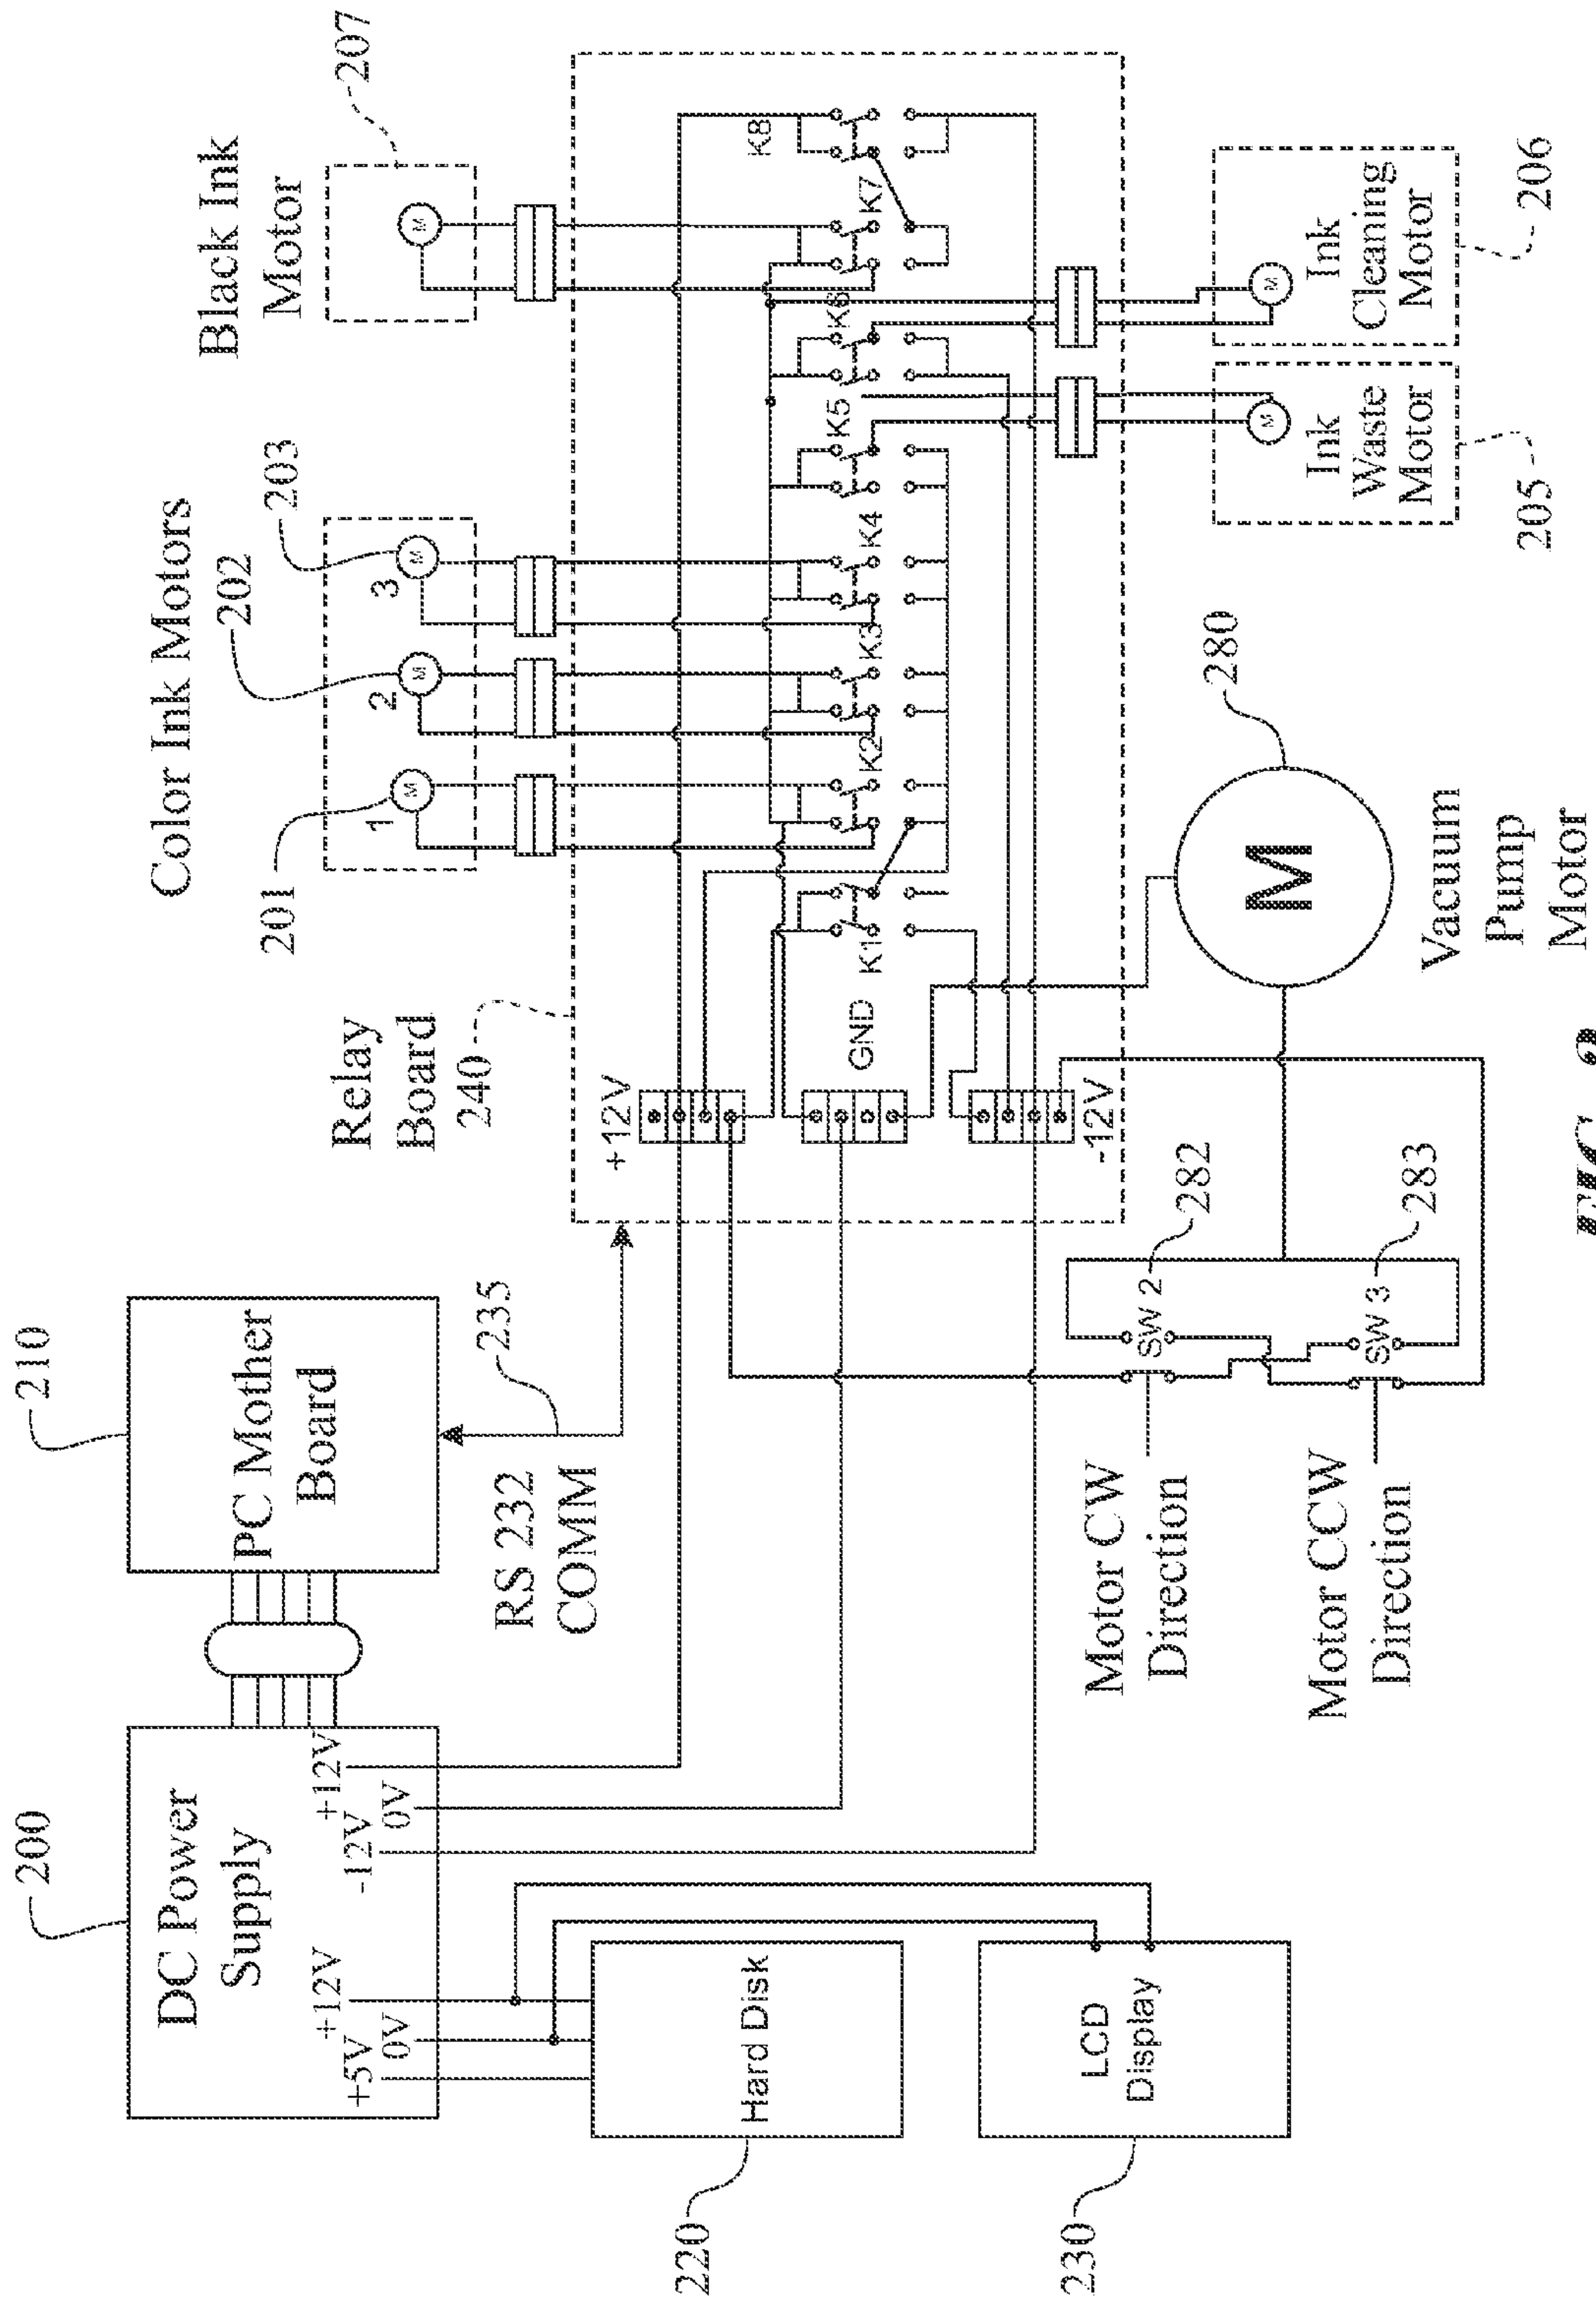 200
DC Power
Supply
+5V
0V
+12V
-12V
0V
+12V
210
PC Mother
Board
RS 232
COMM
235
220
Hard Disk
230
LCD
Display
Relay
Board
240
Color Ink Motors
201
202
203
1
2
3
M
M
M
Black Ink
Motor
207
M
+12V
GND
-12V
K1
K2
K3
K4
K5
K6
K7
K8
Motor CW
Direction
SW 2
282
Motor CCW
Direction
SW 3
283
M
280
Vacuum
Pump
Motor
M
Ink
Waste
Motor
205
M
Ink
Cleaning
Motor
206